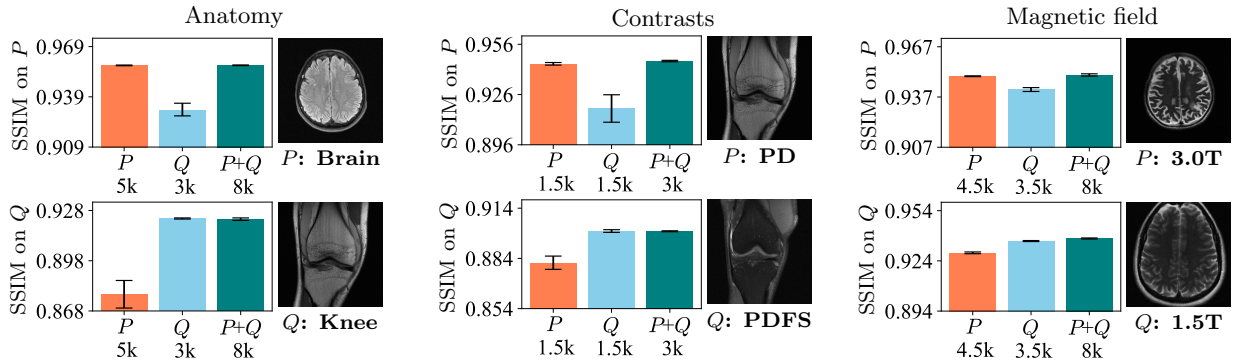 Anatomy
SSIM on P
0.969
0.939
0.909
P Q P+Q
5k 3k 8k
P: Brain
SSIM on Q
0.928
0.898
0.868
P Q P+Q
5k 3k 8k
Q: Knee
Contrasts
SSIM on P
0.956
0.926
0.896
P Q P+Q
1.5k 1.5k 3k
P: PD
SSIM on Q
0.914
0.884
0.854
P Q P+Q
1.5k 1.5k 3k
Q: PDFS
Magnetic field
SSIM on P
0.967
0.937
0.907
P Q P+Q
4.5k 3.5k 8k
P: 3.0T
SSIM on Q
0.954
0.924
0.894
P Q P+Q
4.5k 3.5k 8k
Q: 1.5T